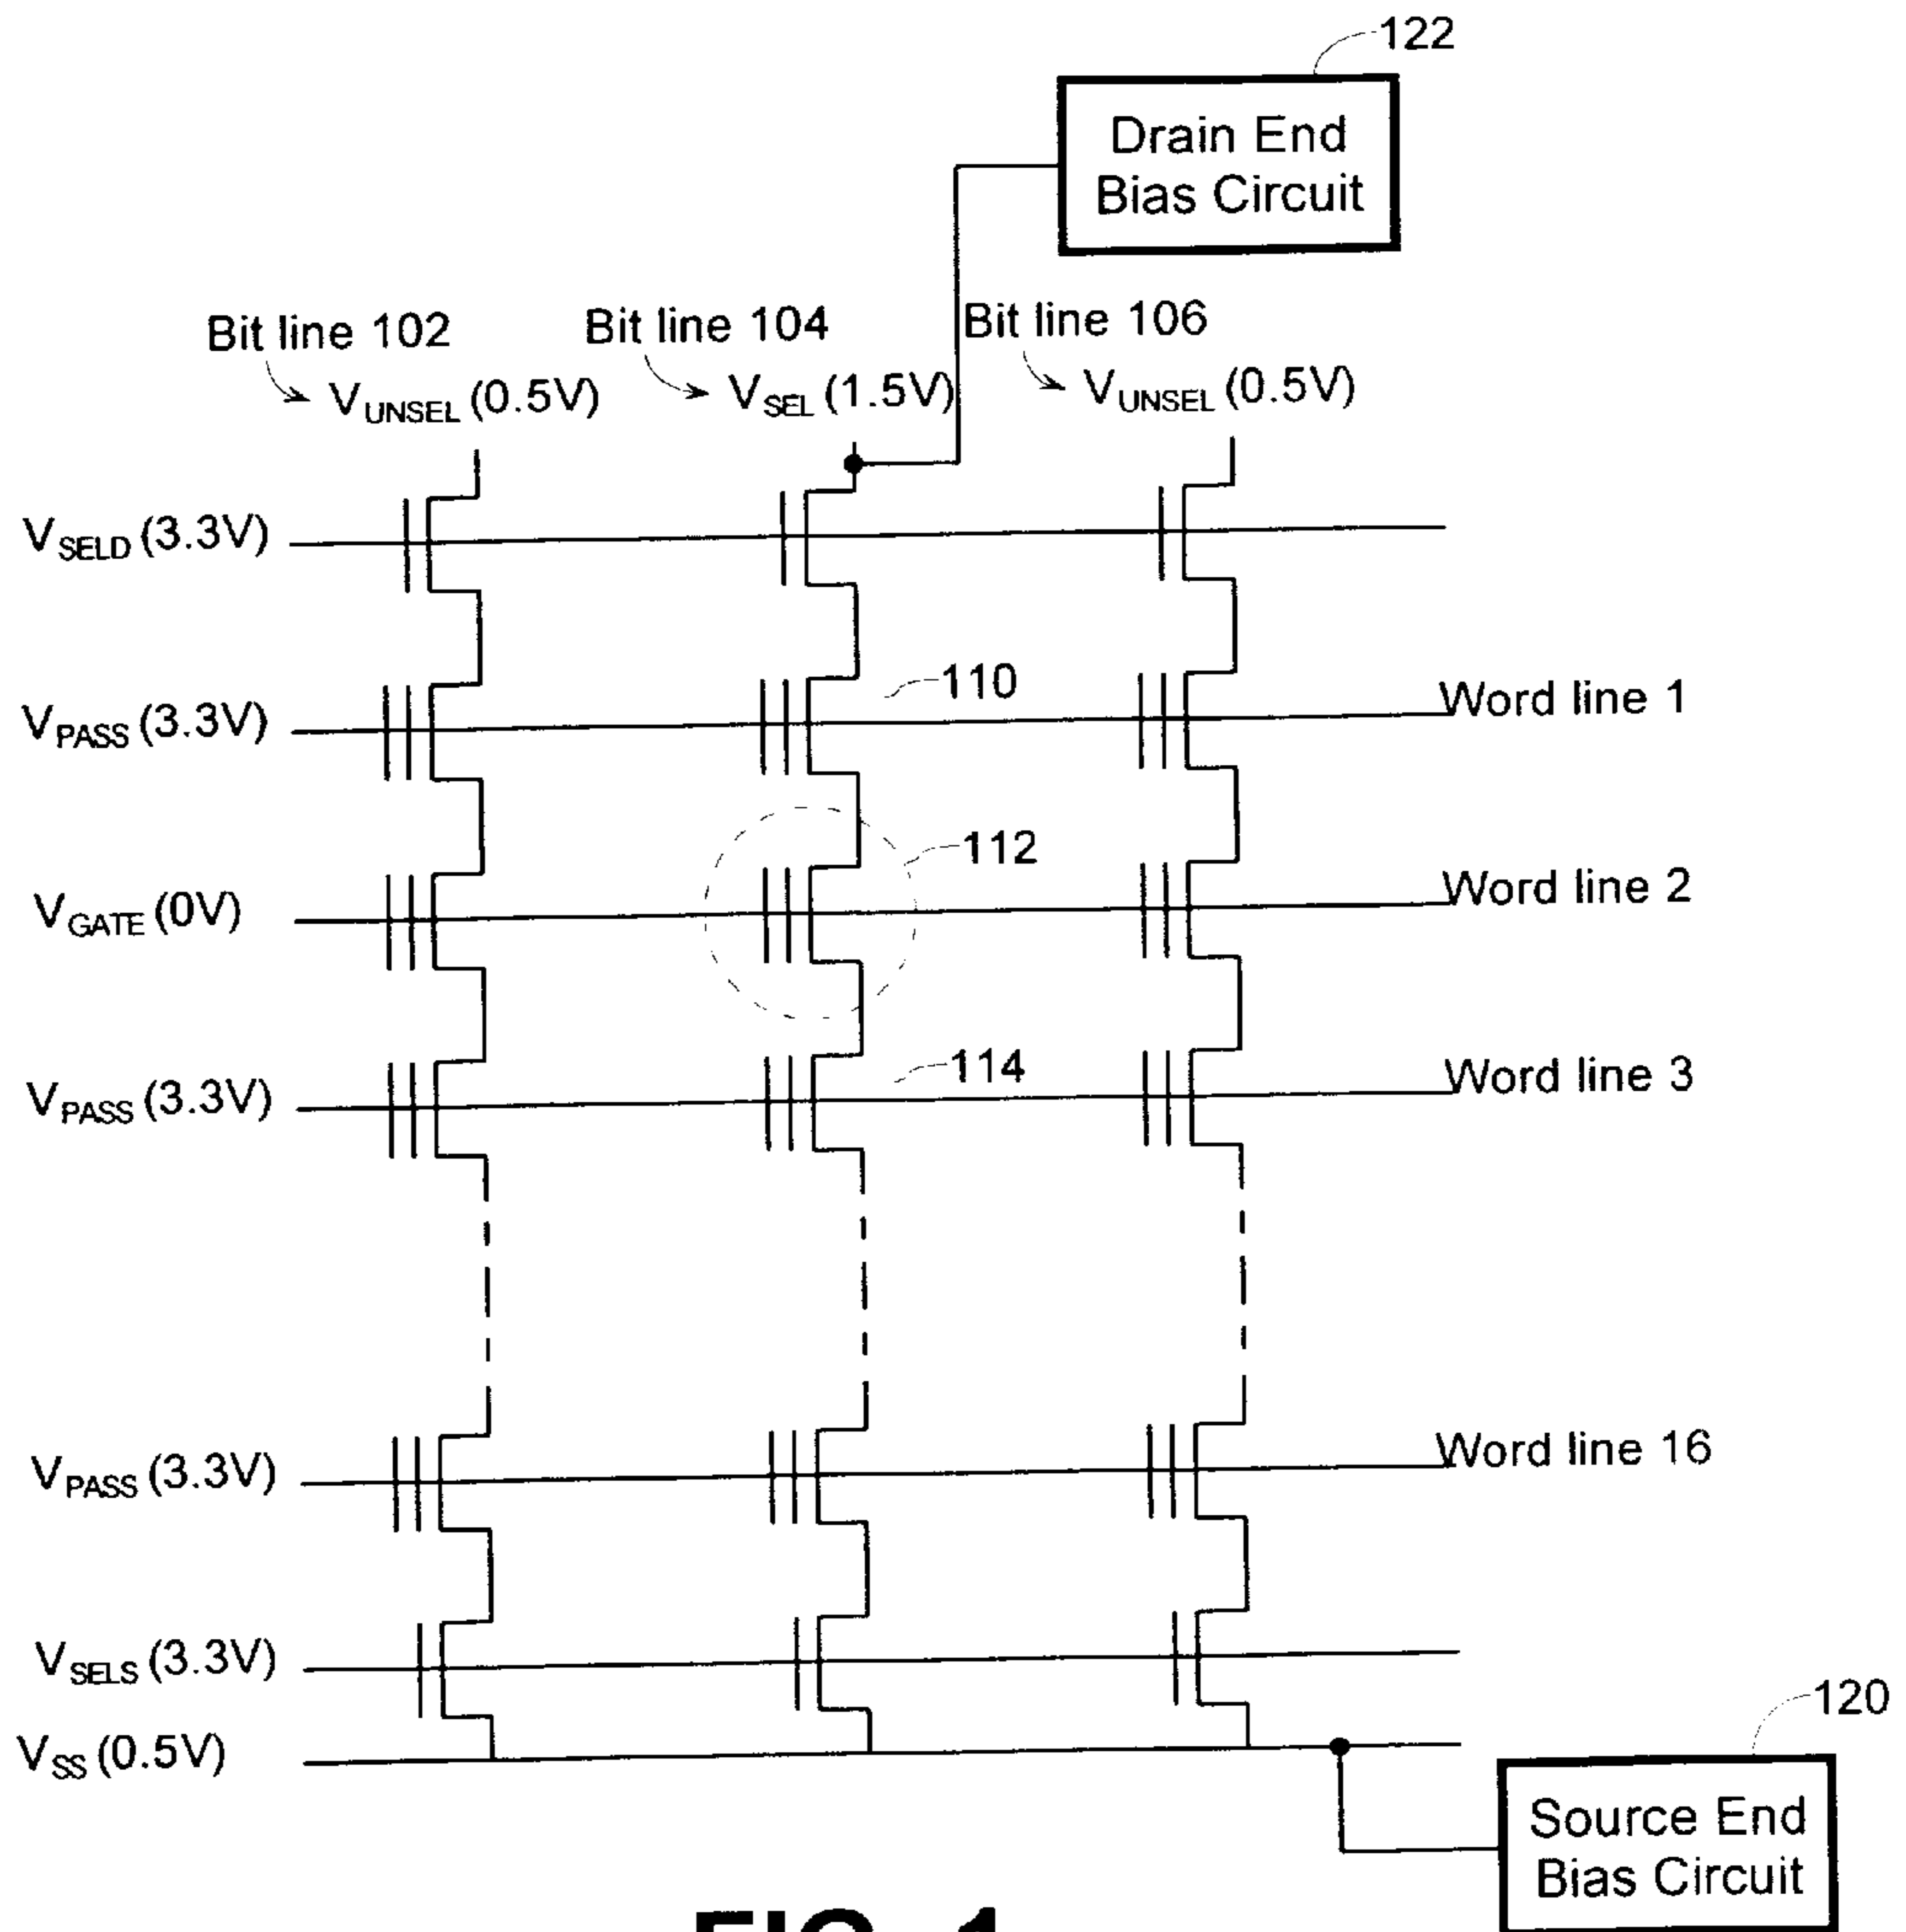 122
Drain End
Bias Circuit
Bit line 102
Bit line 104
Bit line 106
VUNSEL (0.5V)
VSEL (1.5V)
VUNSEL (0.5V)
VSELD (3.3V)
110
VPASS (3.3V)
Word line 1
112
VGATE (0V)
Word line 2
114
VPASS (3.3V)
Word line 3
VPASS (3.3V)
Word line 16
VSELS (3.3V)
120
VSS (0.5V)
Source End
Bias Circuit
FIG. 1